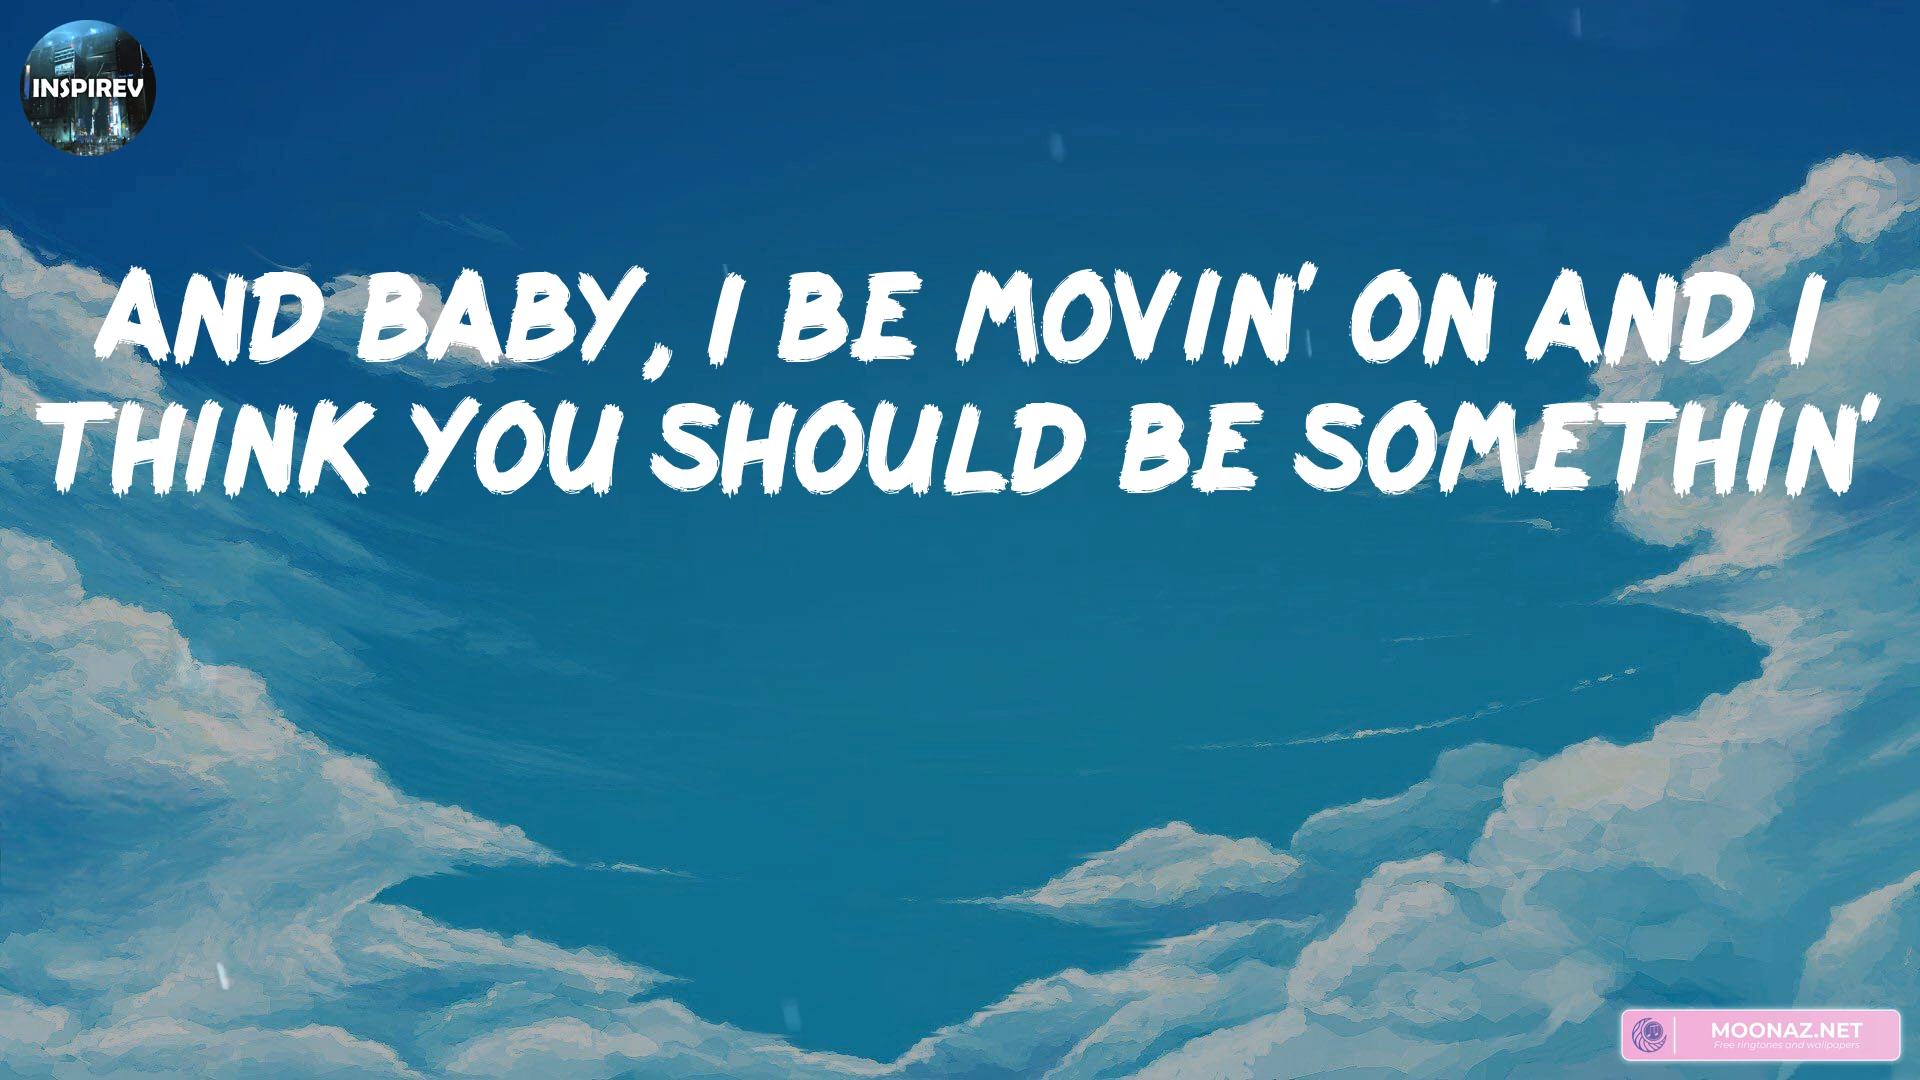 INSPIREV
AND BABY, I BE MOVIN' ON AND I
THINK YOU SHOULD BE SOMETHIN'
MOONAZ.NET
Free ringtones and wallpapers